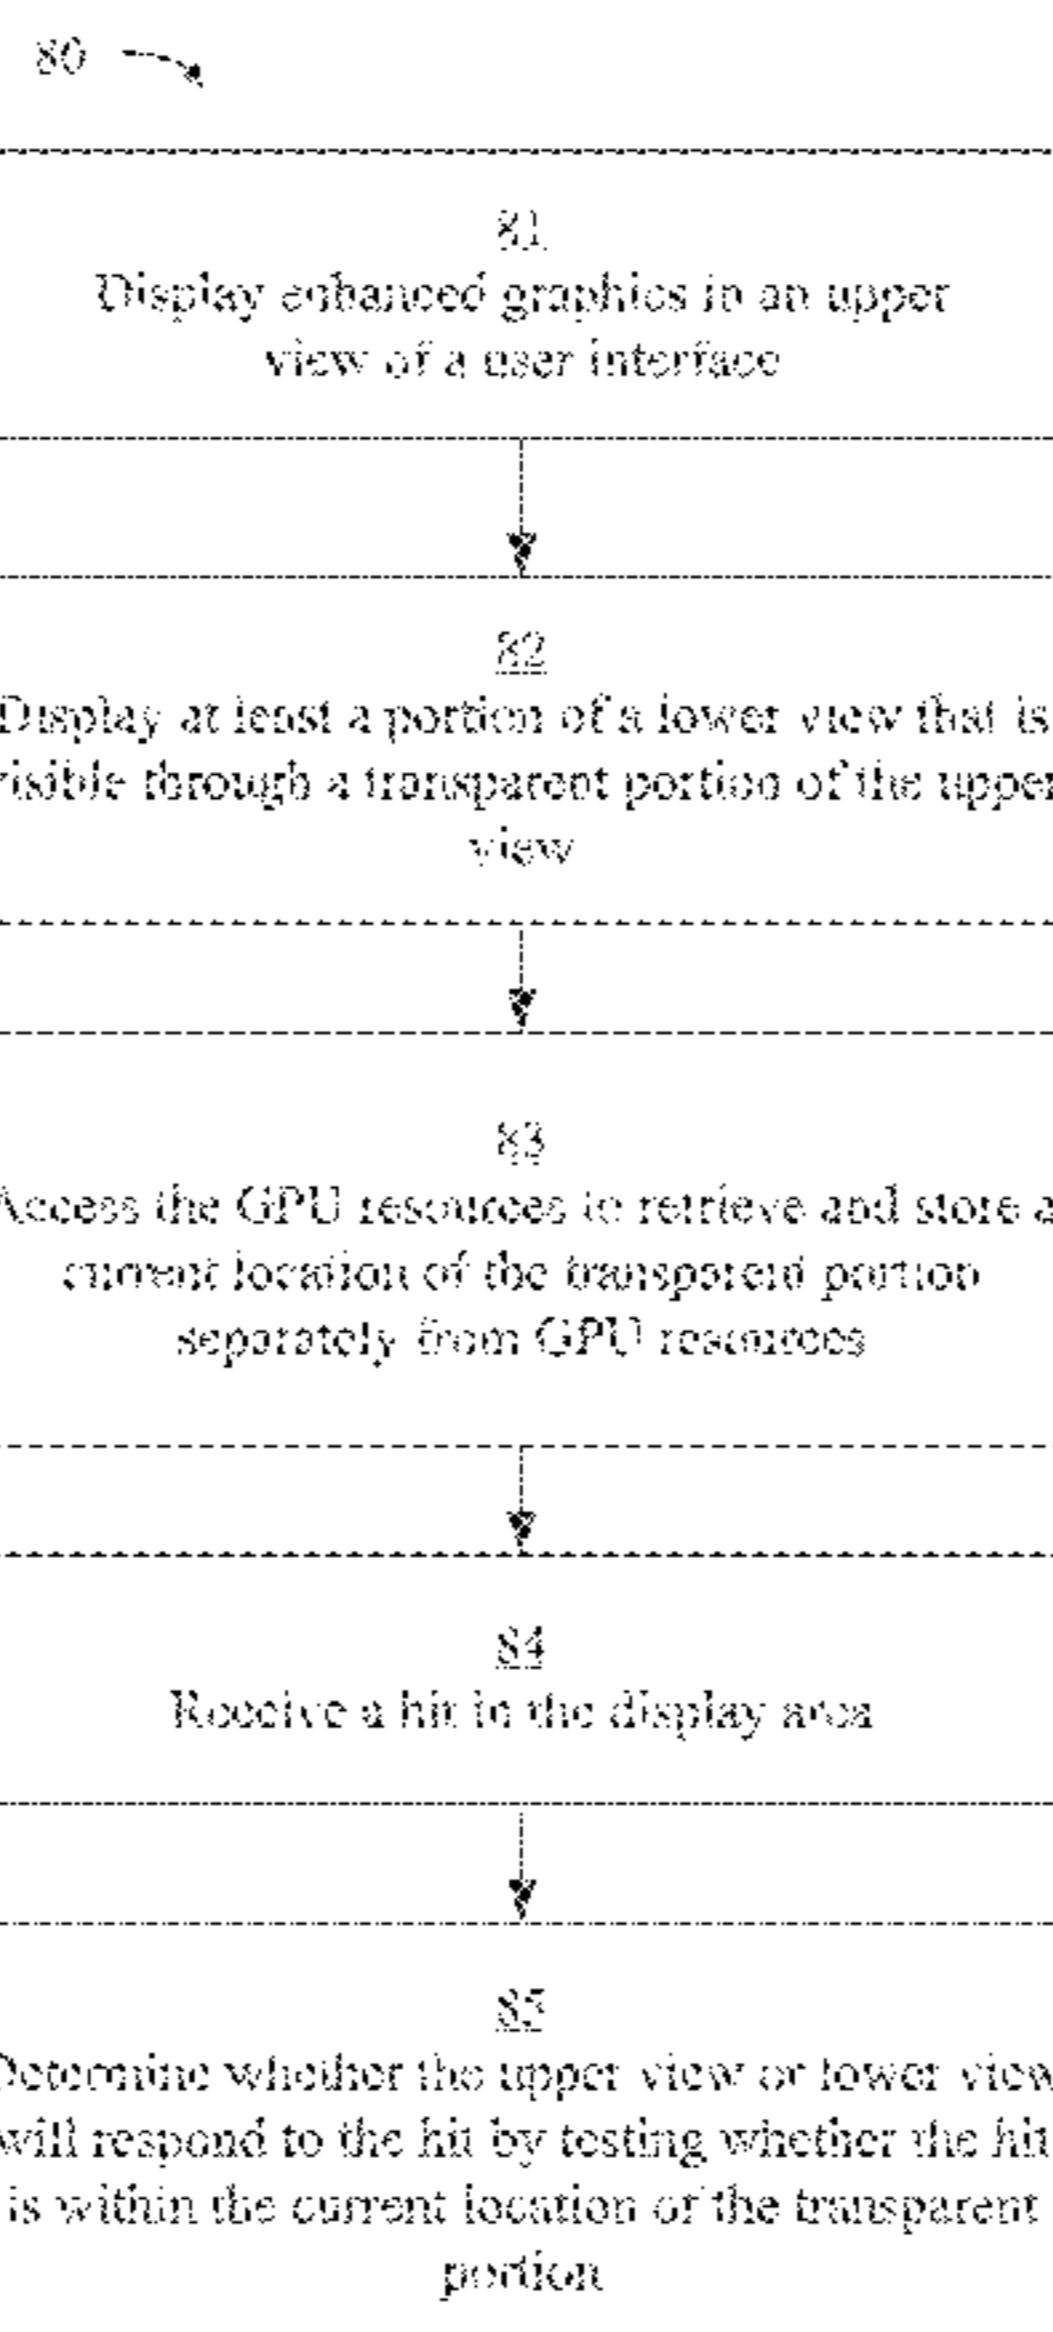 80
81
Display enhanced graphics in an upper
view of a user interface
82
Display at least a portion of a lower view that is
visible through a transparent portion of the upper
view
83
Access the GPU resources to retrieve and store a
current location of the transparent portion
separately from GPU resources
84
Receive a hit in the display area
85
Determine whether the upper view or lower view
will respond to the hit by testing whether the hit
is within the current location of the transparent
portion